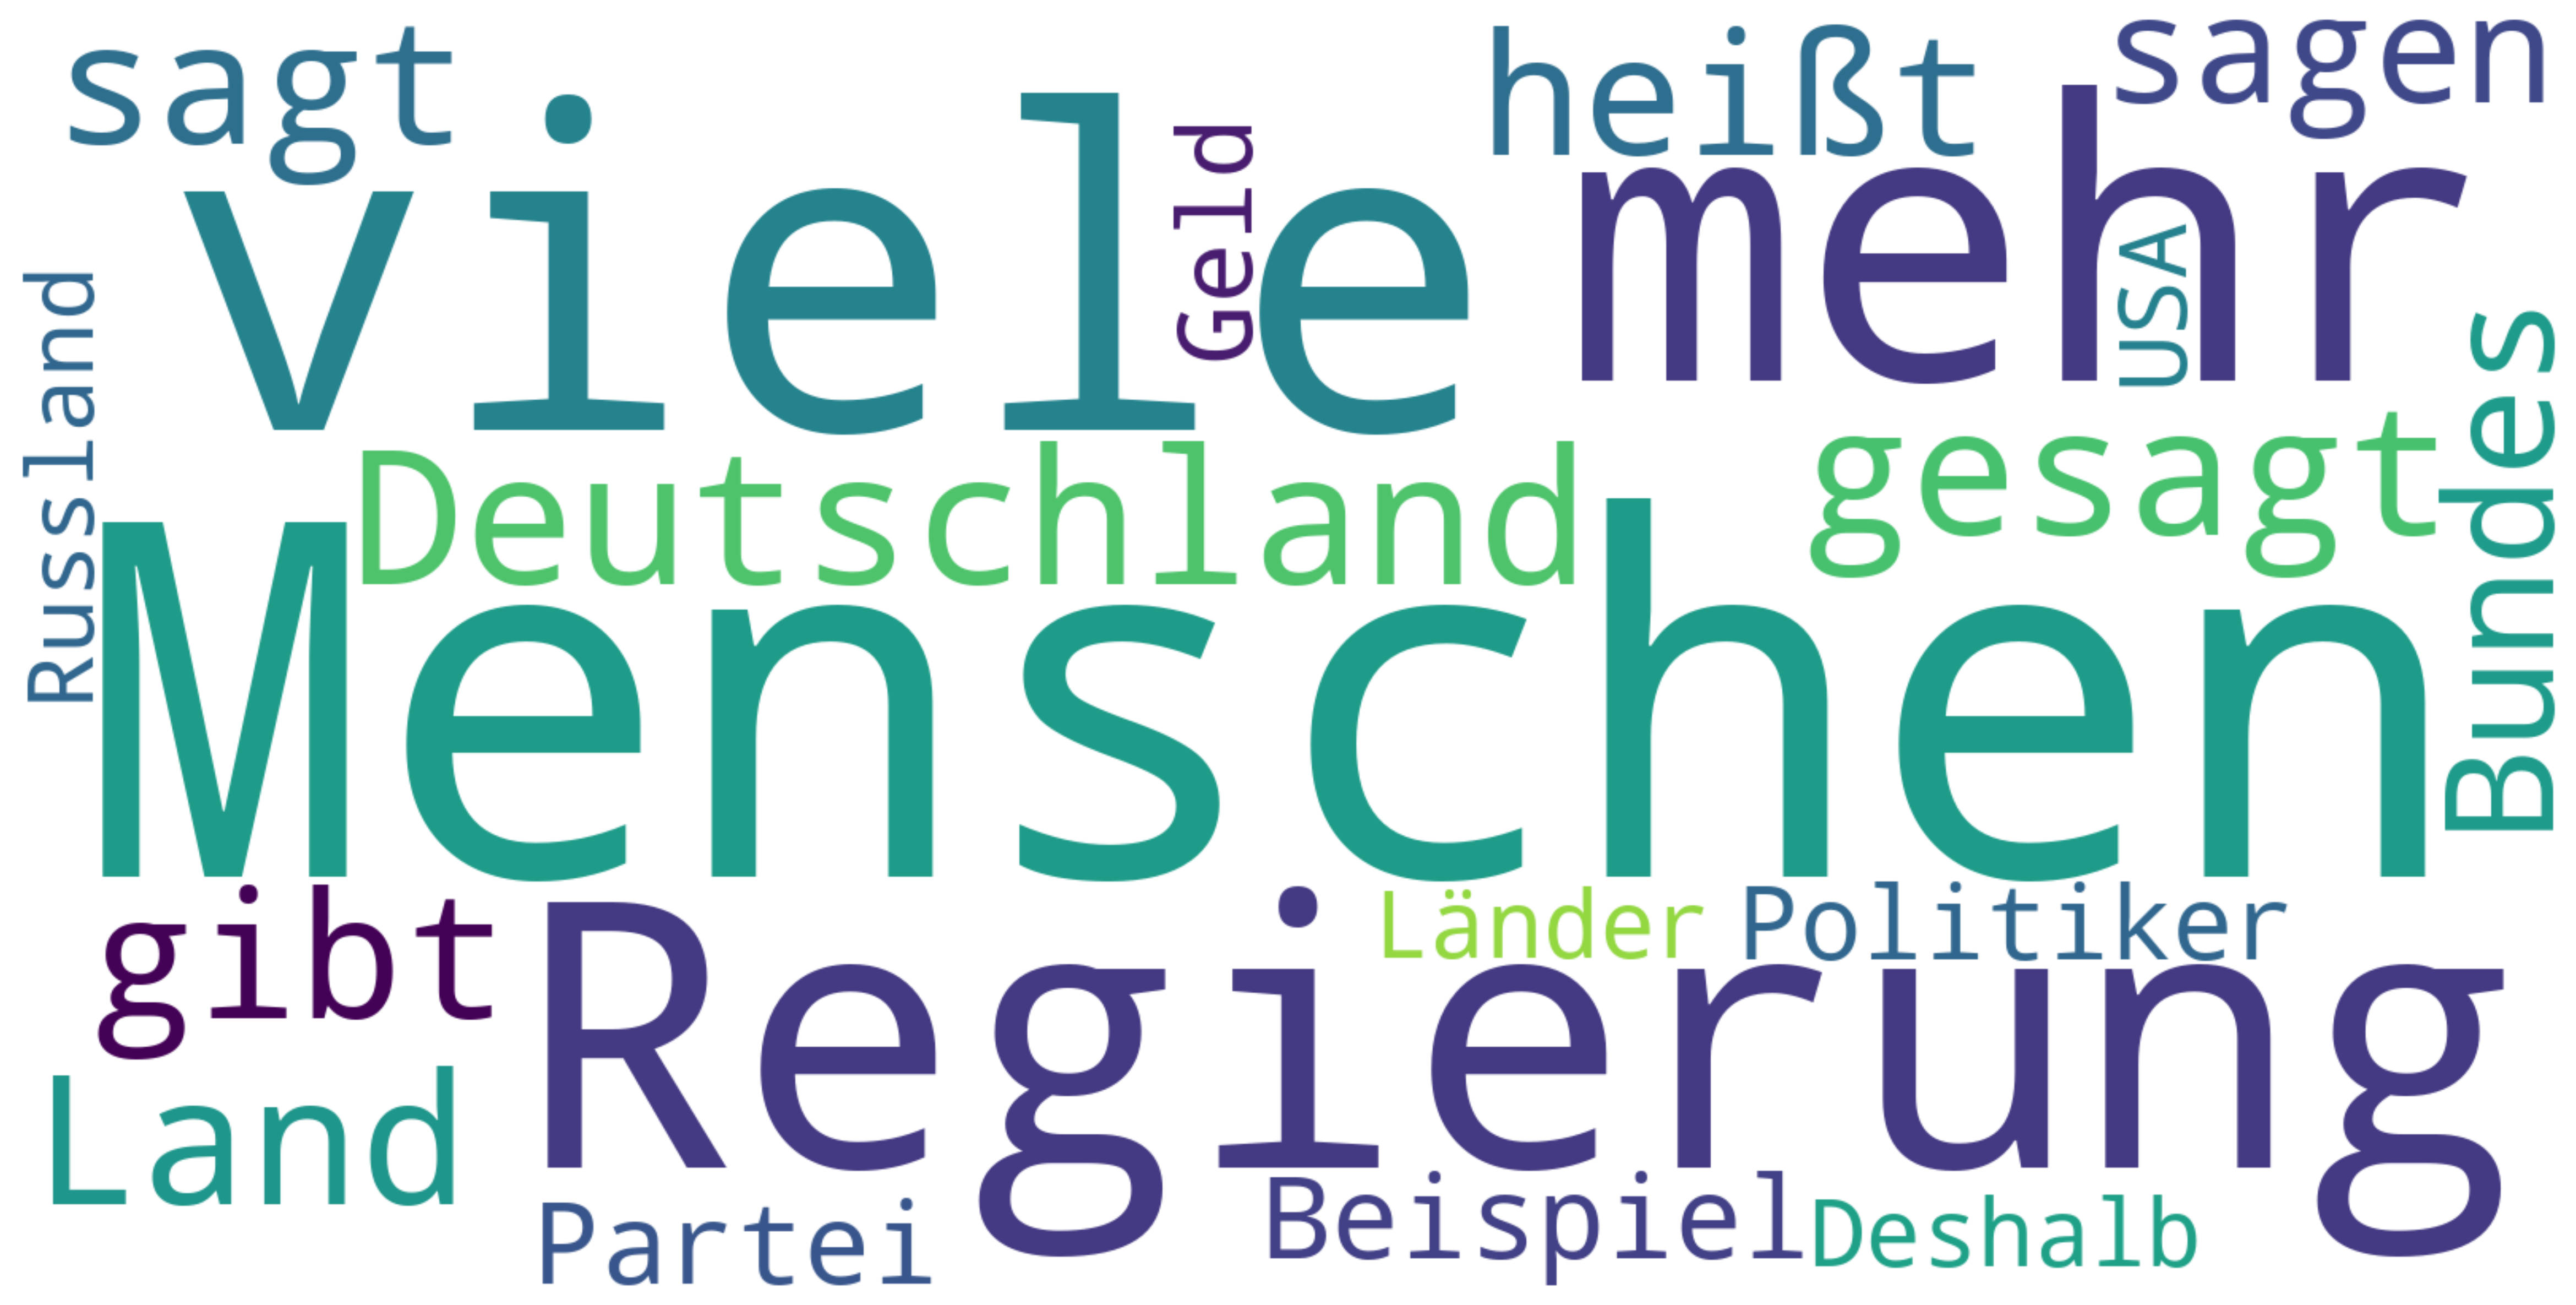 sagt
heißt
sagen
viele
Geld
mehr
USA
Russland
Deutschland
gesagt
Bundes
Menschen
gibt
Regierung
Länder
Politiker
Land
Partei
Beispiel
Deshalb